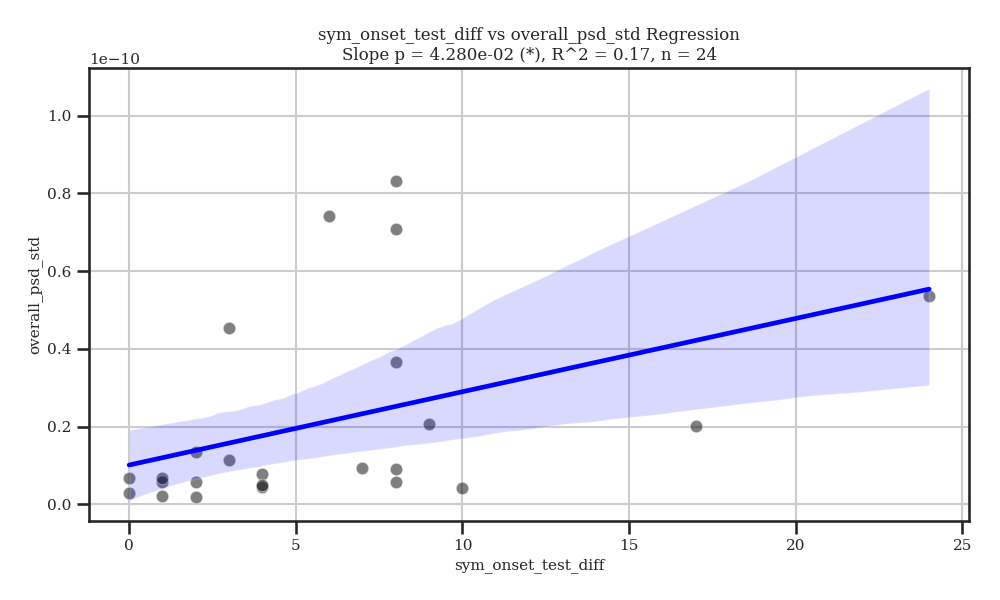 sym_onset_test_diff vs overall_psd_std Regression
Slope p = 4.280e-02 (*), R^2 = 0.17, n = 24
1e−10
1.0
0.8
0.6
0.4
0.2
0.0
overall_psd_std
0 5 10 15 20 25
sym_onset_test_diff